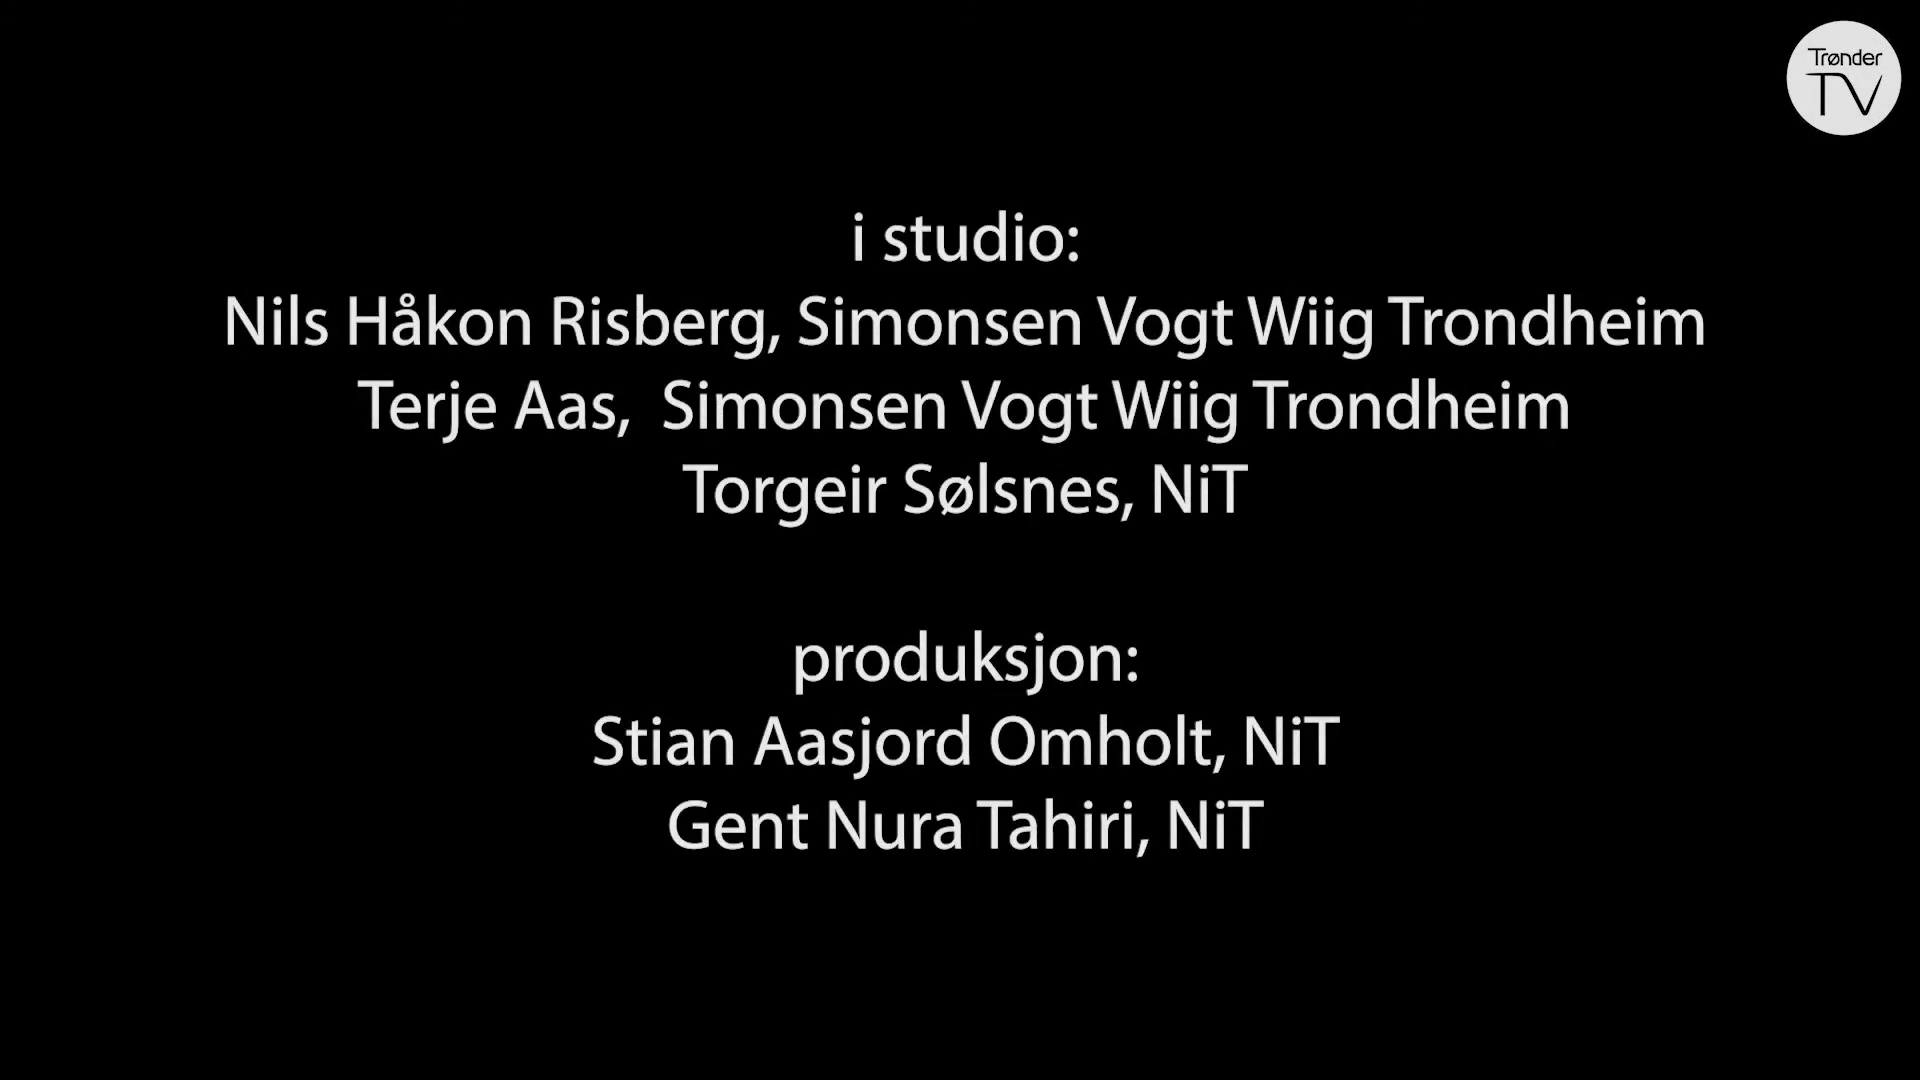 Trønder
TV
i studio:
Nils Håkon Risberg, Simonsen Vogt Wiig Trondheim
Terje Aas,  Simonsen Vogt Wiig Trondheim
Torgeir Sølsnes, NiT
produksjon:
Stian Aasjord Omholt, NiT
Gent Nura Tahiri, NiT